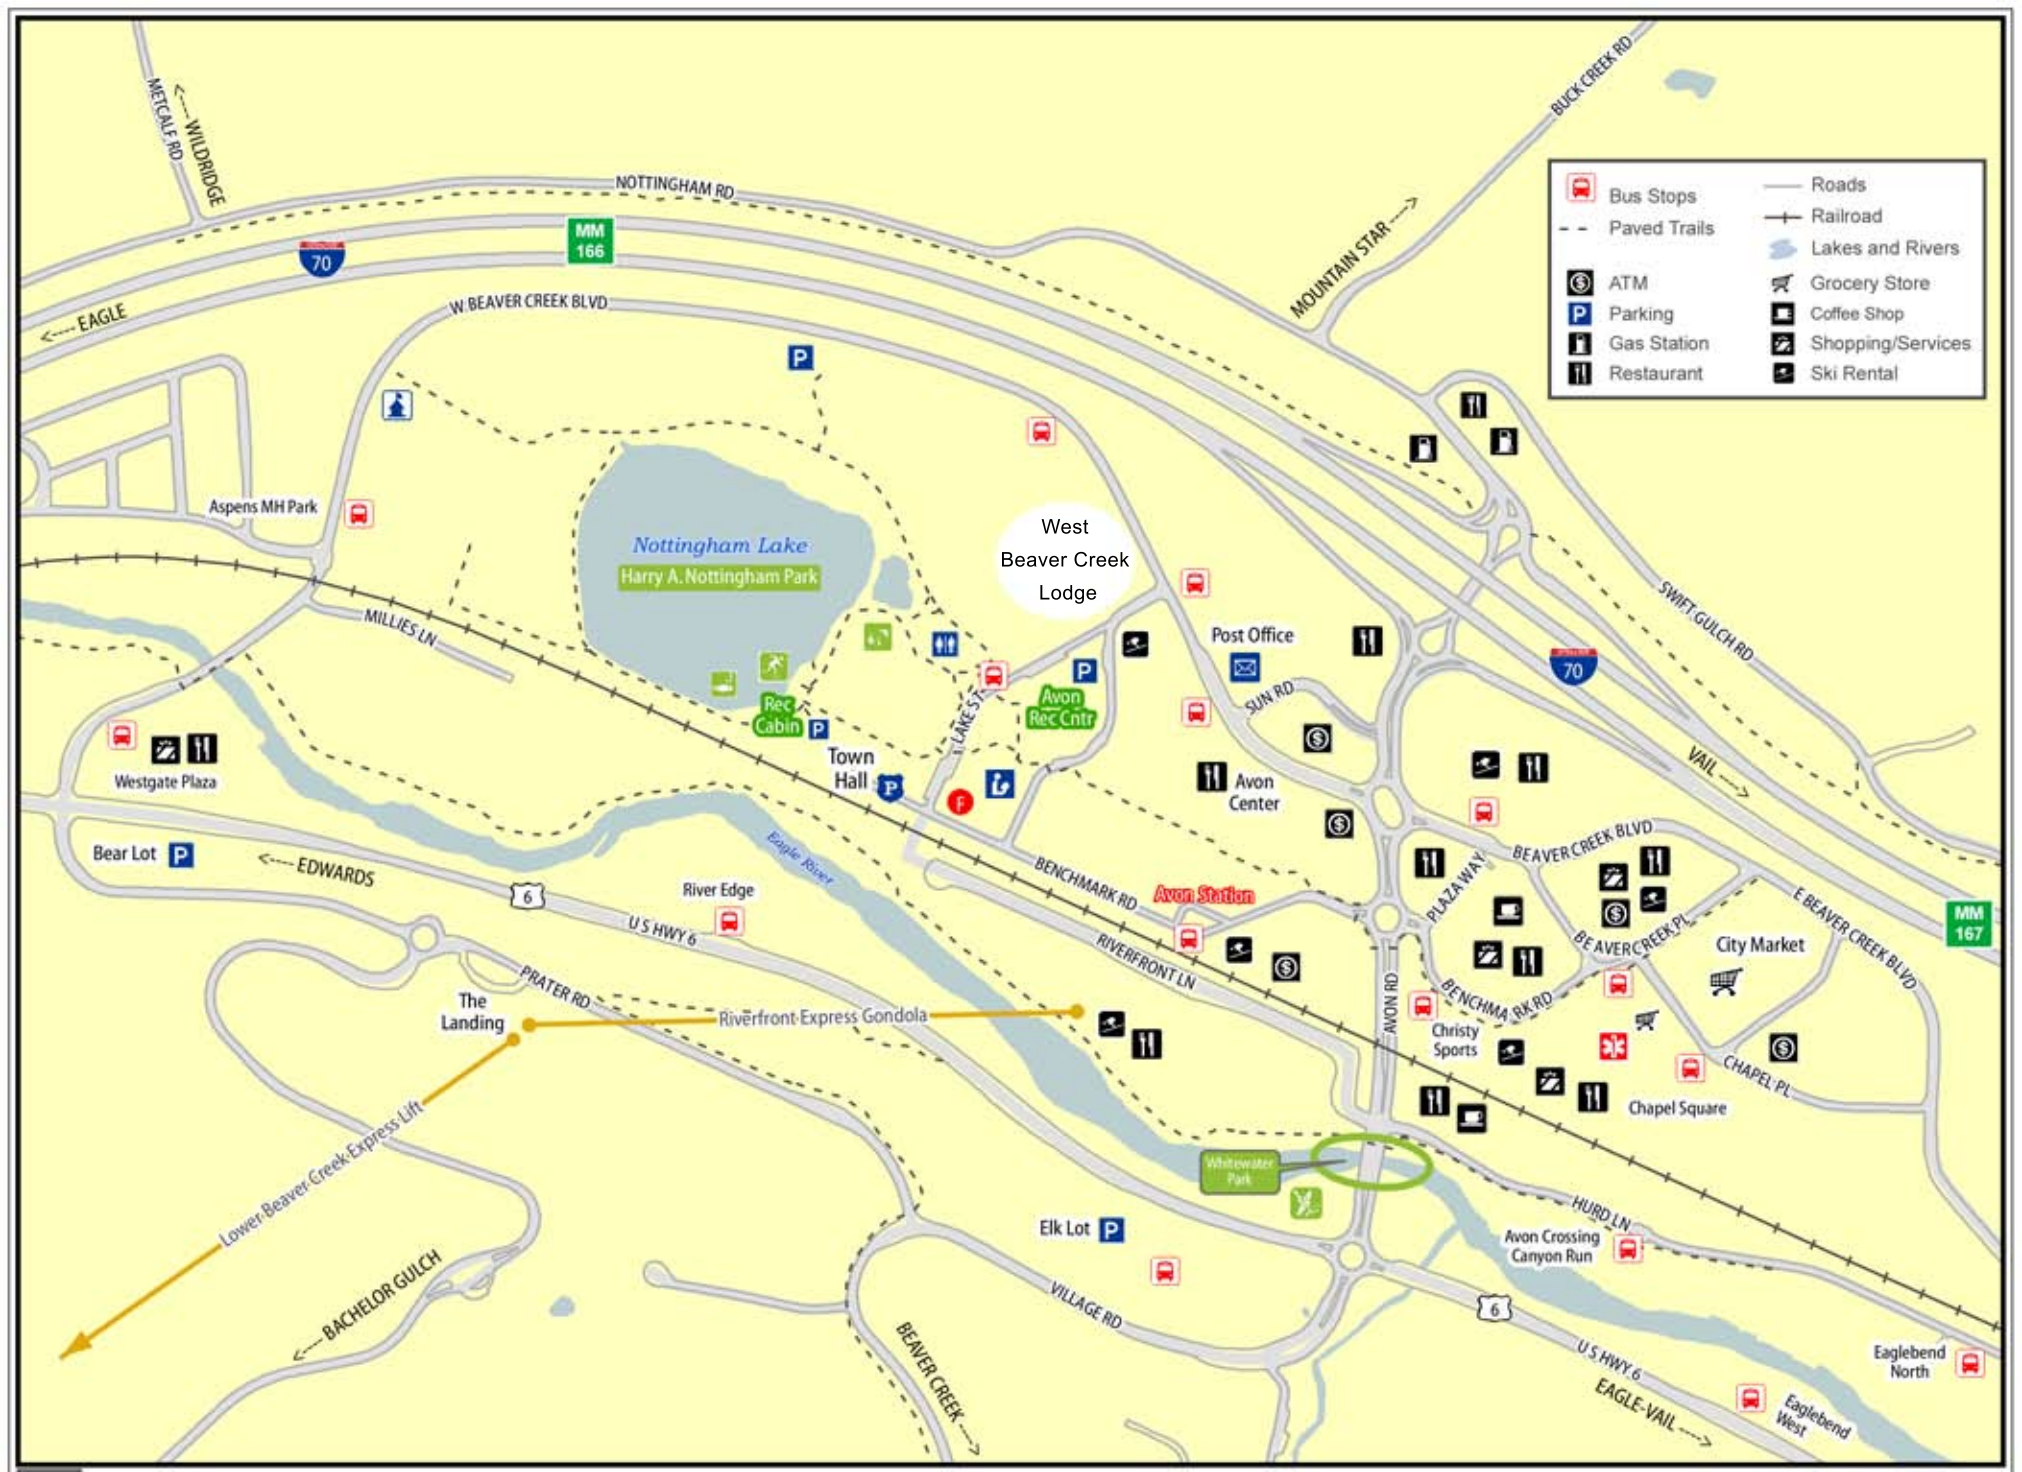 BUCK CREEK RD
METCALF RD
<---- WILDRIDGE
NOTTINGHAM RD
MM
166
70
<---- EAGLE
W BEAVER CREEK BLVD
P
MOUNTAIN STAR ---->
Bus Stops
Paved Trails
ATM
Parking
Gas Station
Restaurant
Roads
Railroad
Lakes and Rivers
Grocery Store
Coffee Shop
Shopping/Services
Ski Rental
Aspens MH Park
Nottingham Lake
Harry A. Nottingham Park
West
Beaver Creek
Lodge
MILLIES LN
Post Office
SUN RD
SWIFT GULCH RD
70
VAIL ---->
Rec
Cabin
P
LAKE ST
P
Avon
Rec Cntr
Town
Hall
P
F
Avon
Center
Westgate Plaza
Bear Lot
P
<---- EDWARDS
6
U S HWY 6
River Edge
Eagle River
BENCHMARK RD
Avon Station
RIVERFRONT LN
PLAZA WAY
BEAVER CREEK BLVD
BEAVER CREEK PL
E BEAVER CREEK BLVD
MM
167
City Market
BENCHMARK RD
AVON RD
Christy
Sports
CHAPEL PL
Chapel Square
PRATER RD
The
Landing
Riverfront Express Gondola
Lower Beaver Creek Express Lift
<---- BACHELOR GULCH
Whitewater
Park
Elk Lot
P
VILLAGE RD
BEAVER CREEK ---->
HURD LN
Avon Crossing
Canyon Run
6
U S HWY 6
EAGLE-VAIL ---->
Eaglebend
North
Eaglebend
West